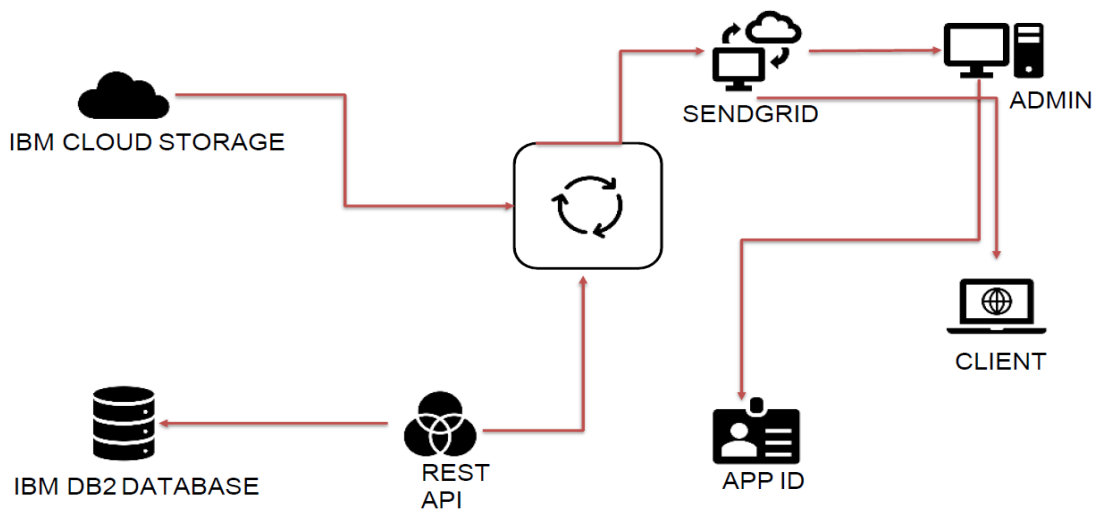 SENDGRID
ADMIN
IBM CLOUD STORAGE
CLIENT
IBM DB2 DATABASE
REST
API
APP ID